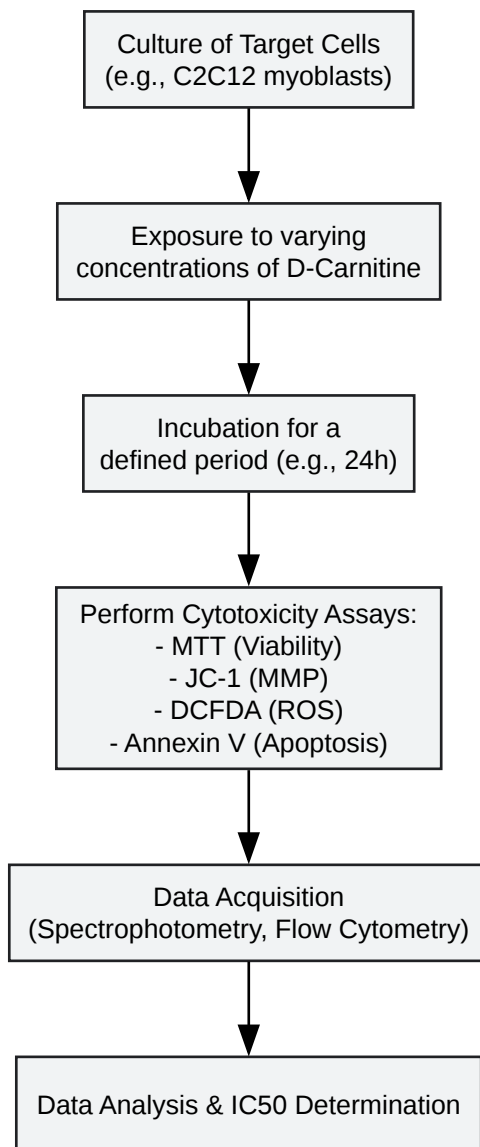 Culture of Target Cells
(e.g., C2C12 myoblasts)
Exposure to varying
concentrations of D-Carnitine
Incubation for a
defined period (e.g., 24h)
Perform Cytotoxicity Assays:
- MTT (Viability)
- JC-1 (MMP)
- DCFDA (ROS)
- Annexin V (Apoptosis)
Data Acquisition
(Spectrophotometry, Flow Cytometry)
Data Analysis & IC50 Determination